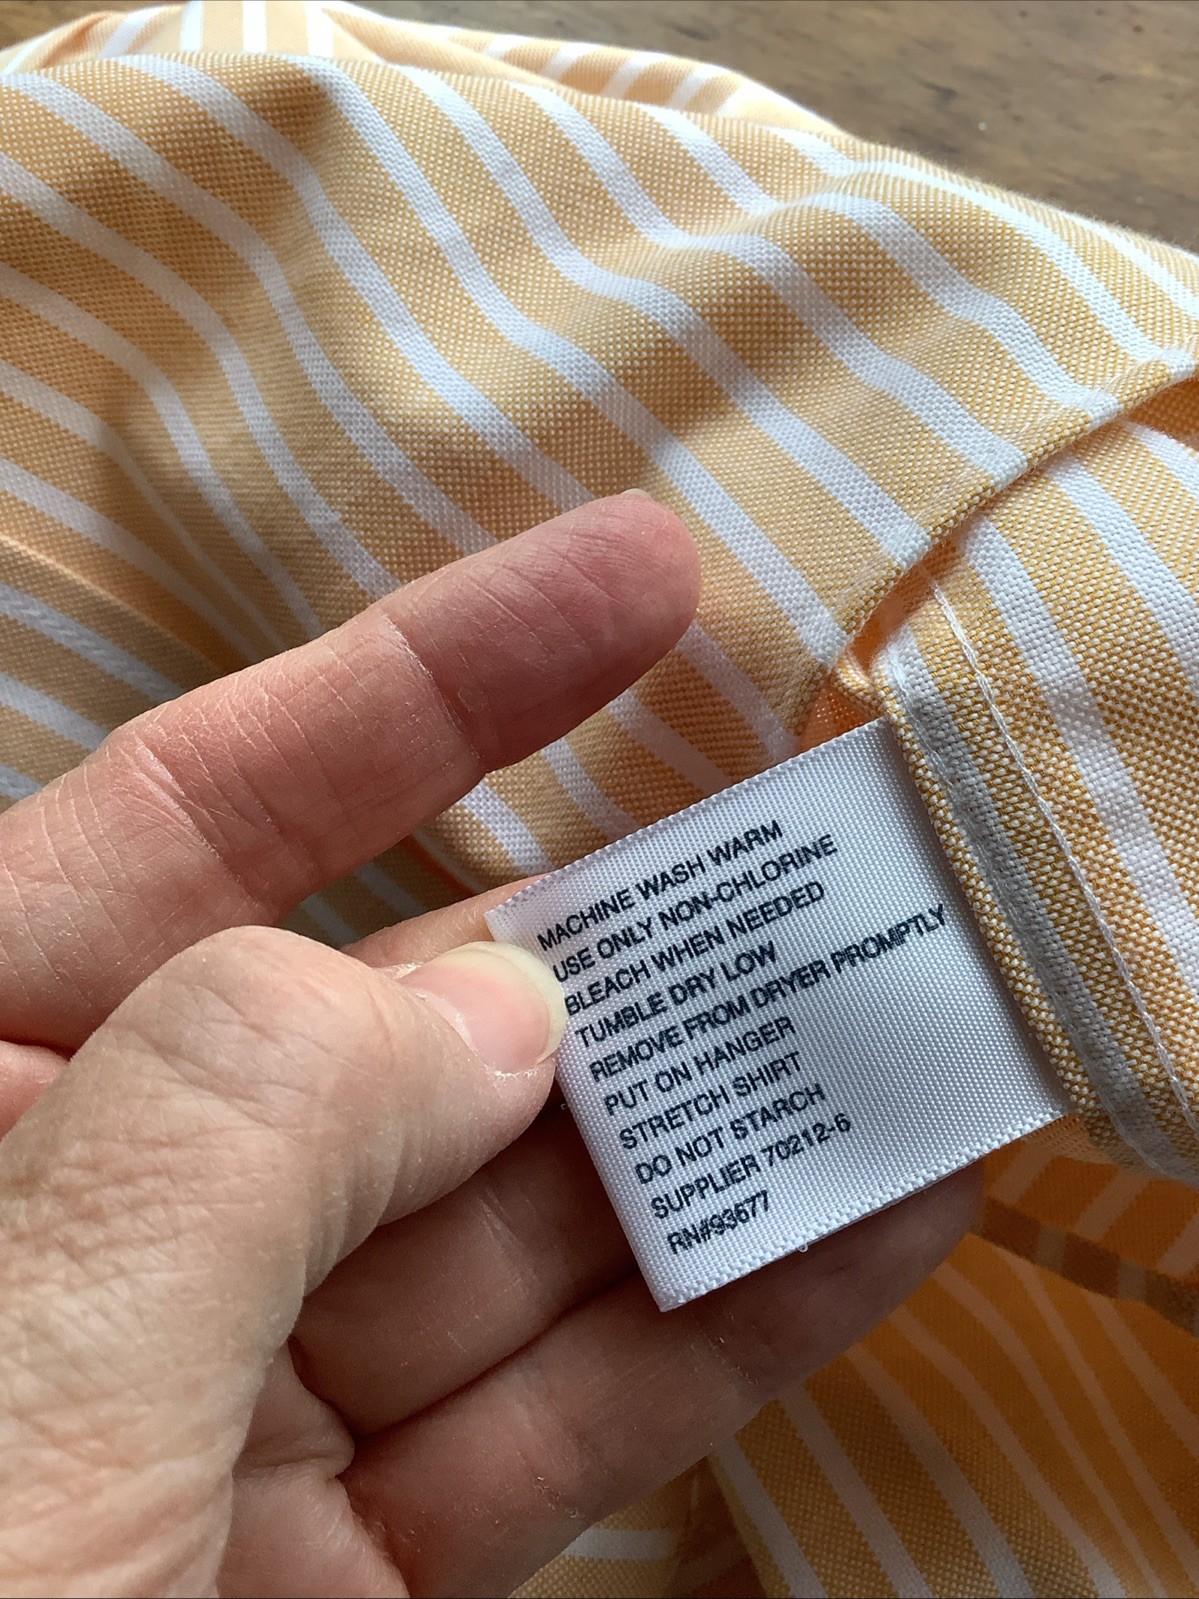 MACHINE WASH WARM
USE ONLY NON-CHLORINE
BLEACH WHEN NEEDED
TUMBLE DRY LOW
REMOVE FROM DRYER PROMPTLY
PUT ON HANGER
STRETCH SHIRT
DO NOT STARCH
SUPPLIER 70212-6
RN#93677